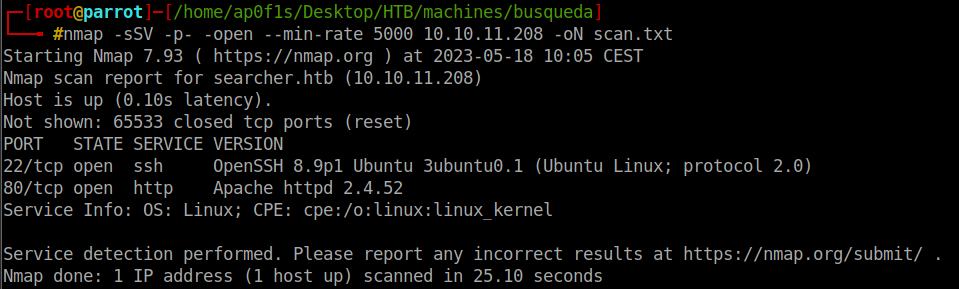 ┌─[root@parrot]─[/home/ap0f1s/Desktop/HTB/machines/busqueda]
└──╼ #nmap -sSV -p- -open --min-rate 5000 10.10.11.208 -oN scan.txt
Starting Nmap 7.93 ( https://nmap.org ) at 2023-05-18 10:05 CEST
Nmap scan report for searcher.htb (10.10.11.208)
Host is up (0.10s latency).
Not shown: 65533 closed tcp ports (reset)
PORT   STATE SERVICE VERSION
22/tcp open  ssh     OpenSSH 8.9p1 Ubuntu 3ubuntu0.1 (Ubuntu Linux; protocol 2.0)
80/tcp open  http    Apache httpd 2.4.52
Service Info: OS: Linux; CPE: cpe:/o:linux:linux_kernel

Service detection performed. Please report any incorrect results at https://nmap.org/submit/ .
Nmap done: 1 IP address (1 host up) scanned in 25.10 seconds